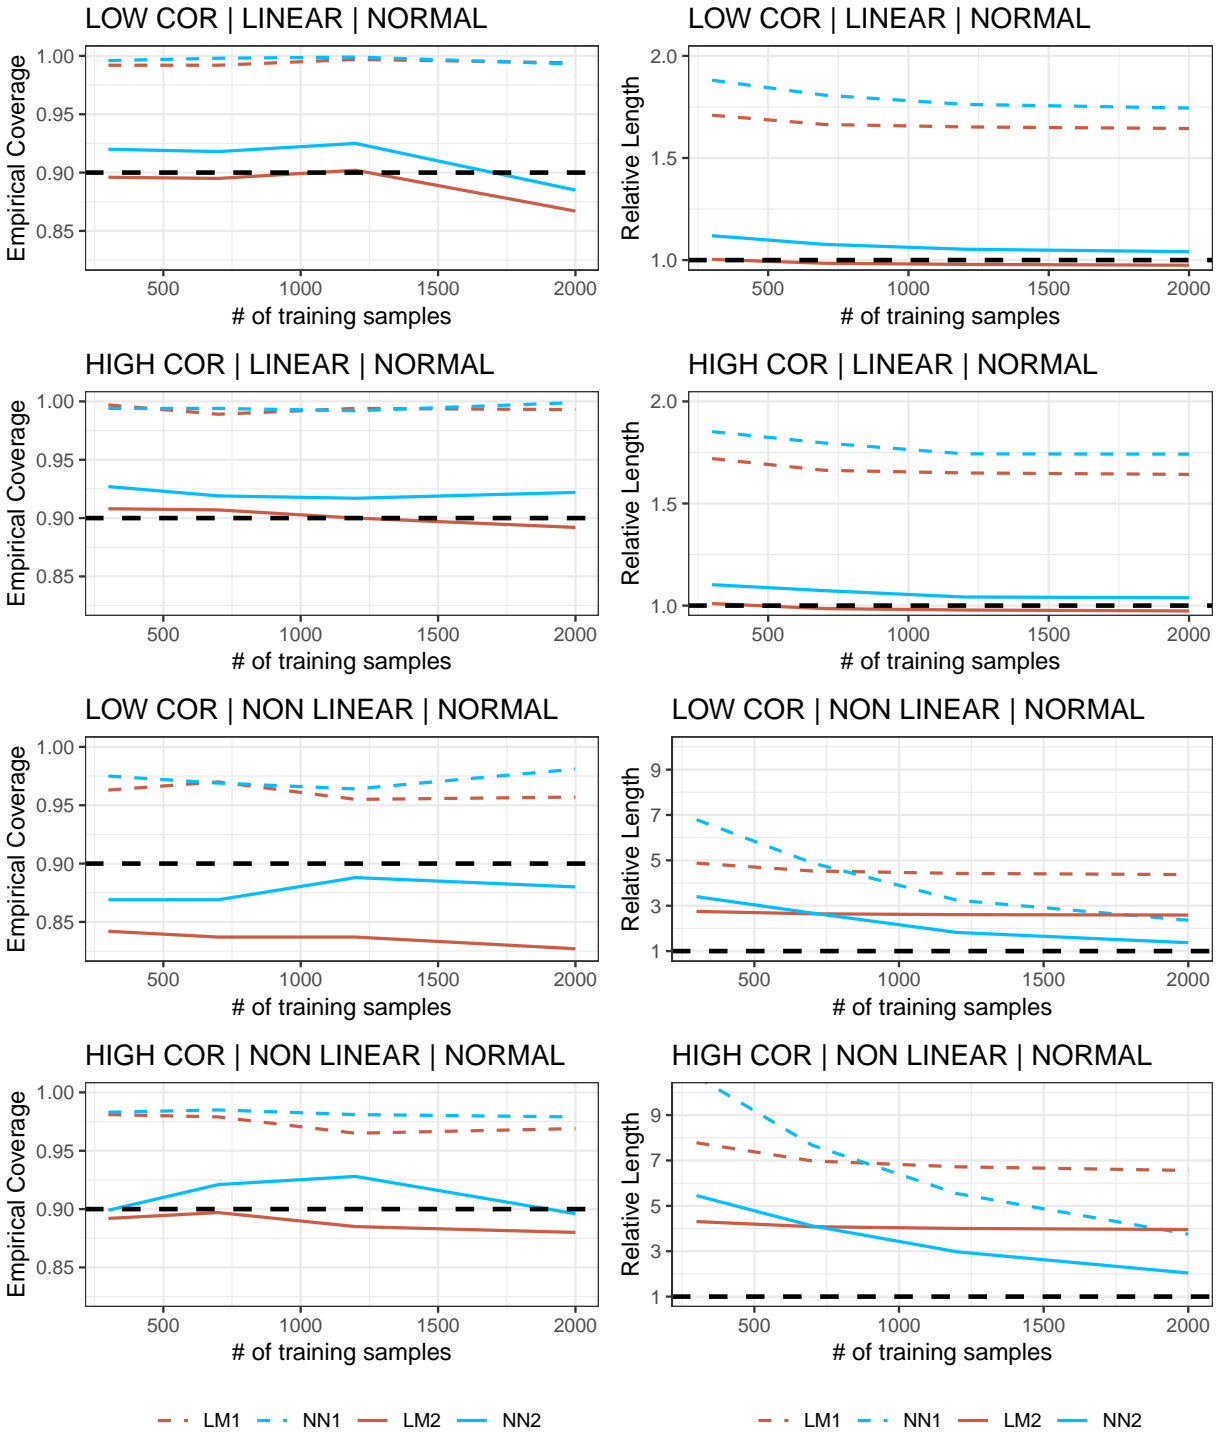 LOW COR | LINEAR | NORMAL
LOW COR | LINEAR | NORMAL
Empirical Coverage
1.00
0.95
0.90
0.85
500
1000
1500
2000
# of training samples
Relative Length
2.0
1.5
1.0
500
1000
1500
2000
# of training samples
HIGH COR | LINEAR | NORMAL
HIGH COR | LINEAR | NORMAL
Empirical Coverage
1.00
0.95
0.90
0.85
500
1000
1500
2000
# of training samples
Relative Length
2.0
1.5
1.0
500
1000
1500
2000
# of training samples
LOW COR | NON LINEAR | NORMAL
LOW COR | NON LINEAR | NORMAL
Empirical Coverage
1.00
0.95
0.90
0.85
500
1000
1500
2000
# of training samples
Relative Length
9
7
5
3
1
500
1000
1500
2000
# of training samples
HIGH COR | NON LINEAR | NORMAL
HIGH COR | NON LINEAR | NORMAL
Empirical Coverage
1.00
0.95
0.90
0.85
500
1000
1500
2000
# of training samples
Relative Length
9
7
5
3
1
500
1000
1500
2000
# of training samples
LM1 NN1 LM2 NN2
LM1 NN1 LM2 NN2